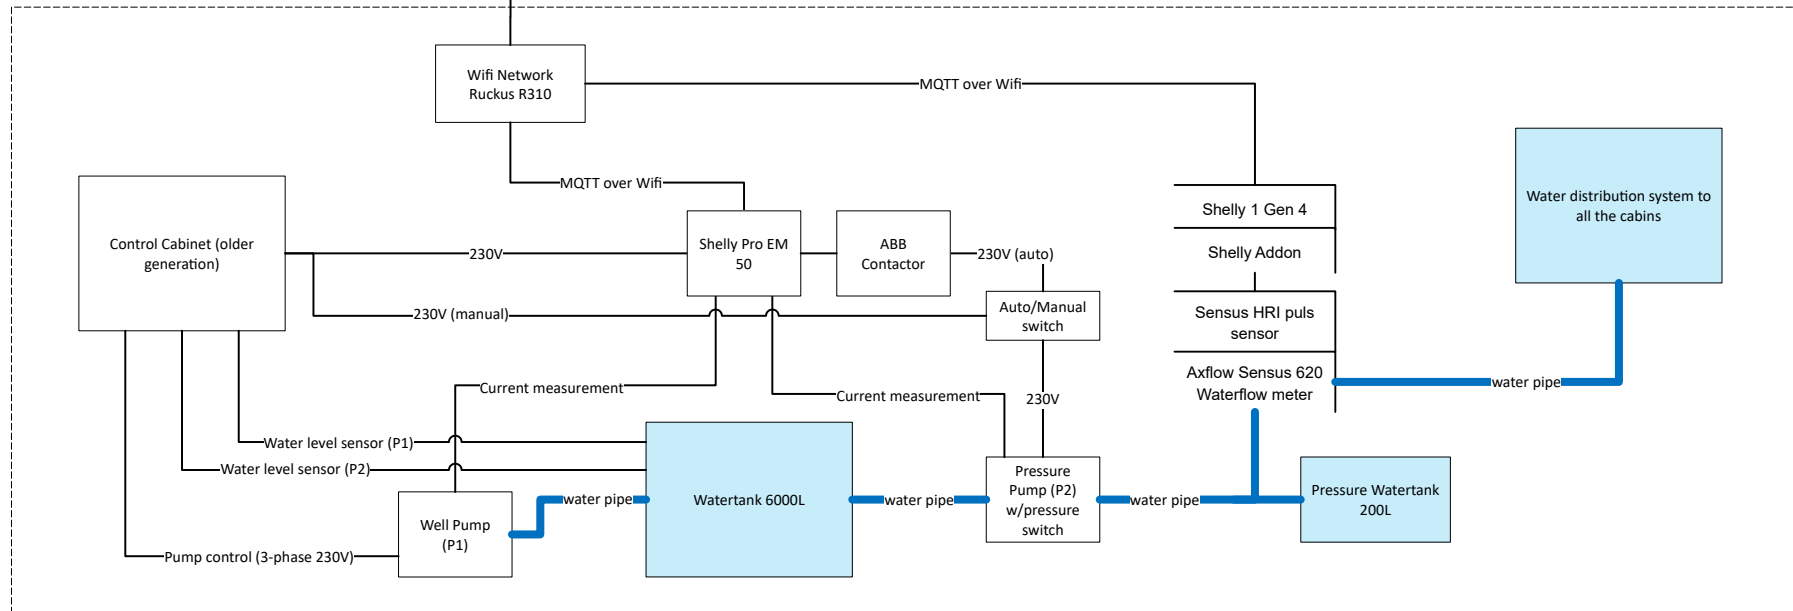 Wifi Network
Ruckus R310
MQTT over Wifi
MQTT over Wifi
Control Cabinet (older
generation)
230V
Shelly Pro EM
50
ABB
Contactor
230V (auto)
Shelly 1 Gen 4
Shelly Addon
Water distribution system to
all the cabins
230V (manual)
Auto/Manual
switch
Sensus HRI puls
sensor
Current measurement
Current measurement
230V
Axflow Sensus 620
Waterflow meter
water pipe
Water level sensor (P1)
Water level sensor (P2)
Well Pump
(P1)
water pipe
Watertank 6000L
water pipe
Pressure
Pump (P2)
w/pressure
switch
water pipe
Pressure Watertank
200L
Pump control (3-phase 230V)